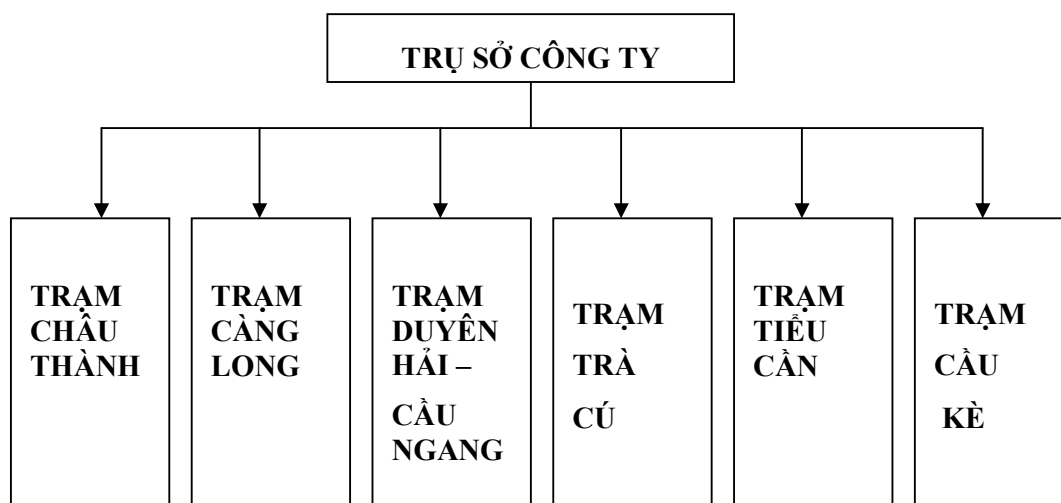 TRỤ SỞ CÔNG TY
TRẠM
CHÂU
THÀNH
TRẠM
CÀNG
LONG
TRẠM
DUYÊN
HẢI –
CẦU
NGANG
TRẠM
TRÀ
CÚ
TRẠM
TIỂU
CẦN
TRẠM
CẦU
KÈ